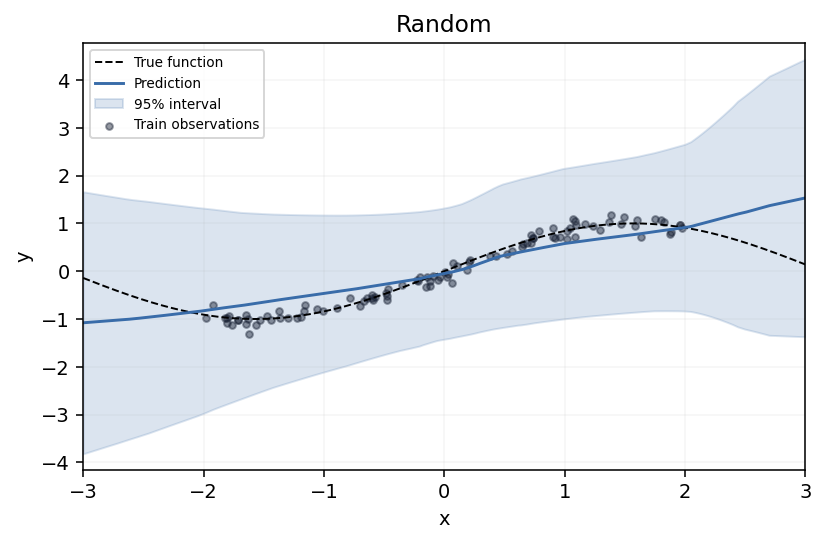 Random
True function
Prediction
95% interval
Train observations
y
4
3
2
1
0
−1
−2
−3
−4
−3 −2 −1 0 1 2 3
x